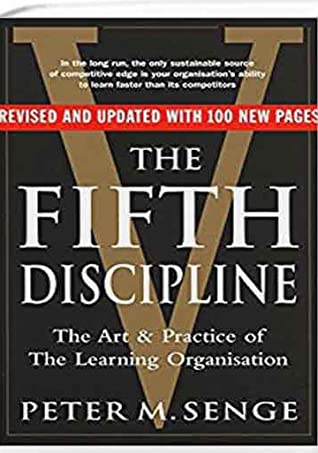 In the long run, the only sustainable source
of competitive edge is your organisation's ability
to learn faster than its competitors
REVISED AND UPDATED WITH 100 NEW PAGES
V
THE
FIFTH
DISCIPLINE
The Art & Practice of
The Learning Organisation
PETER M. SENGE